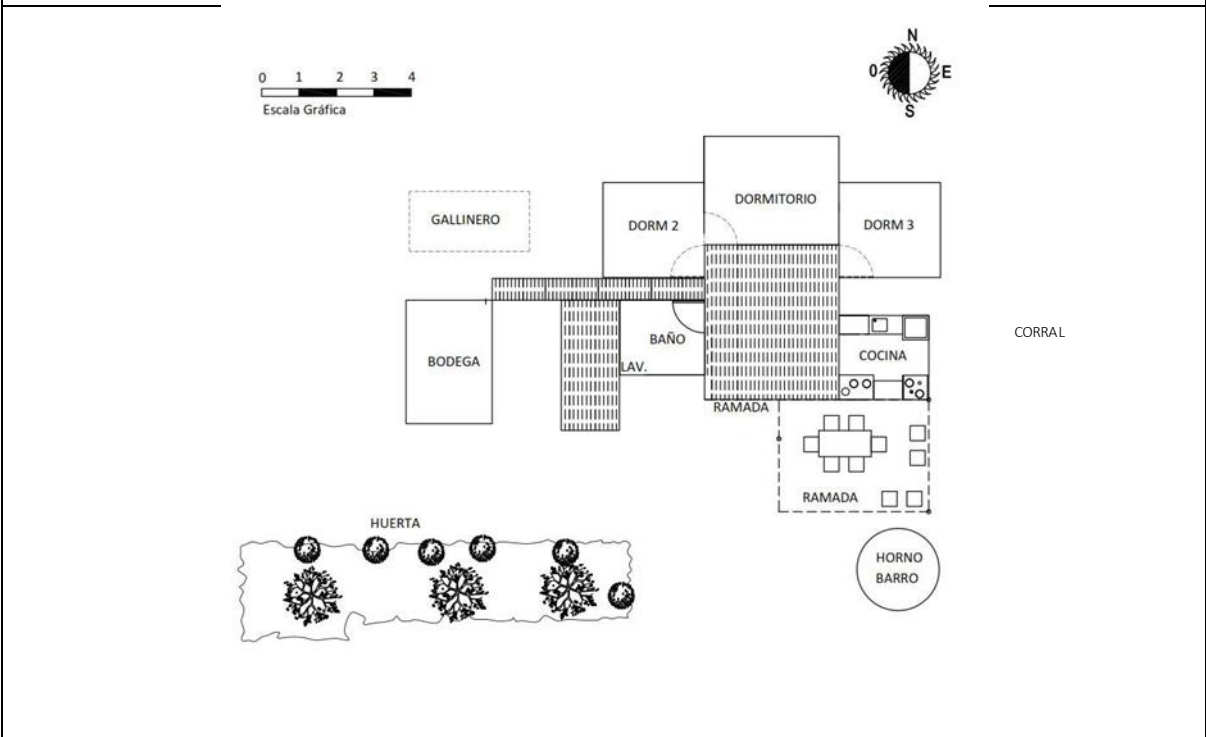 N
0 E
S
0 1 2 3 4
Escala Gráfica
DORMITORIO
GALLINERO
DORM 2
DORM 3
CORRAL
BAÑO
COCINA
BODEGA
LAV.
RAMADA
RAMADA
HUERTA
HORNO
BARRO